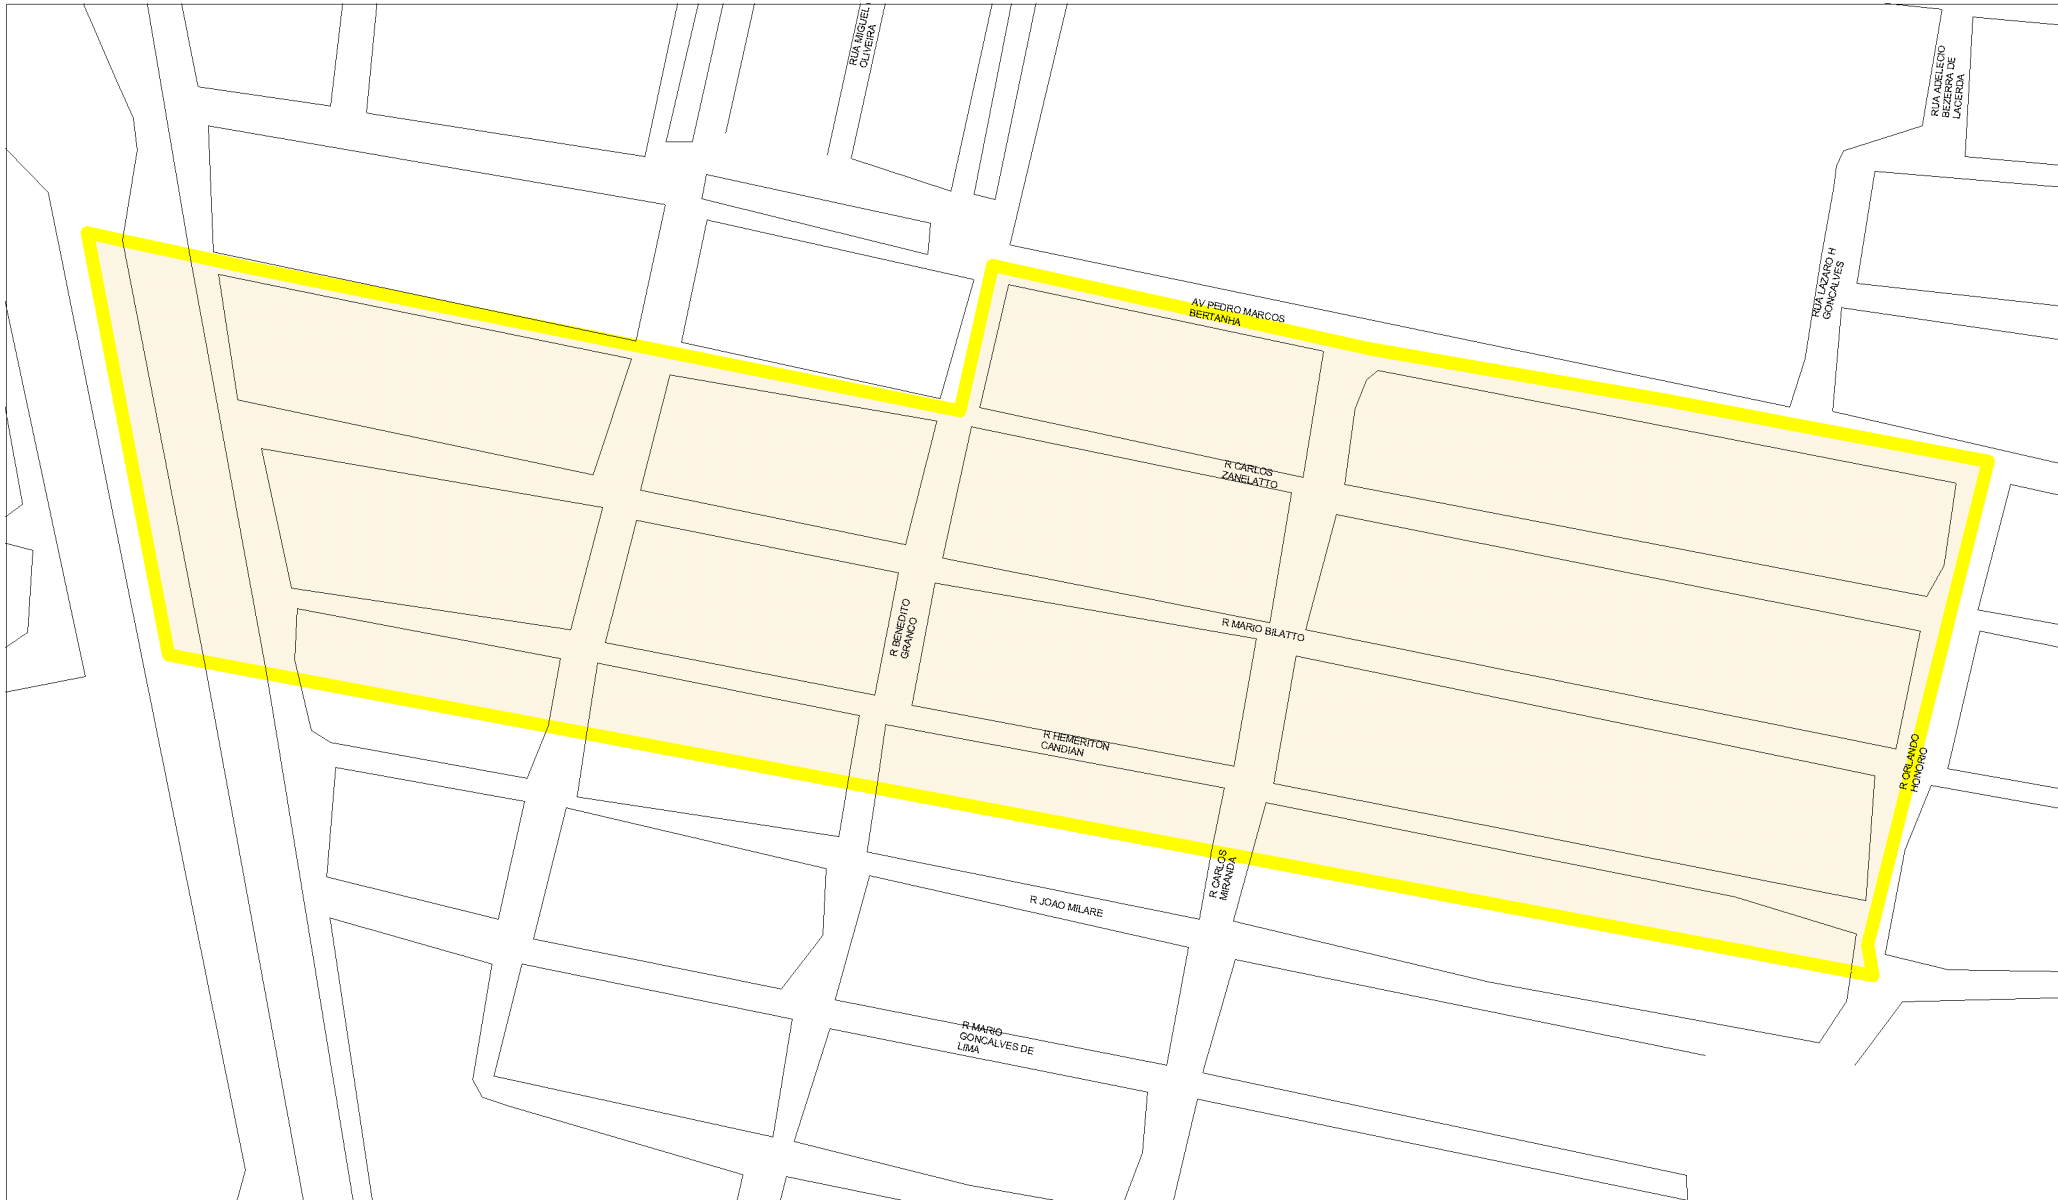 RUA MIGUEL
OLIVEIRA
RUA ADELECIO
BEZERRA DE
LACERDA
RUA LAZARO H
GONCALVES
AV PEDRO MARCOS
BERTANHA
R CARLOS
ZANELATTO
R BENEDITO
GRANCO
R MARIO BILATTO
R HEMERITON
CANDIAN
R ORLANDO
HONORIO
R CARLOS
MIRANDA
R JOAO MILARE
R MARIO
GONCALVES DE
LIMA